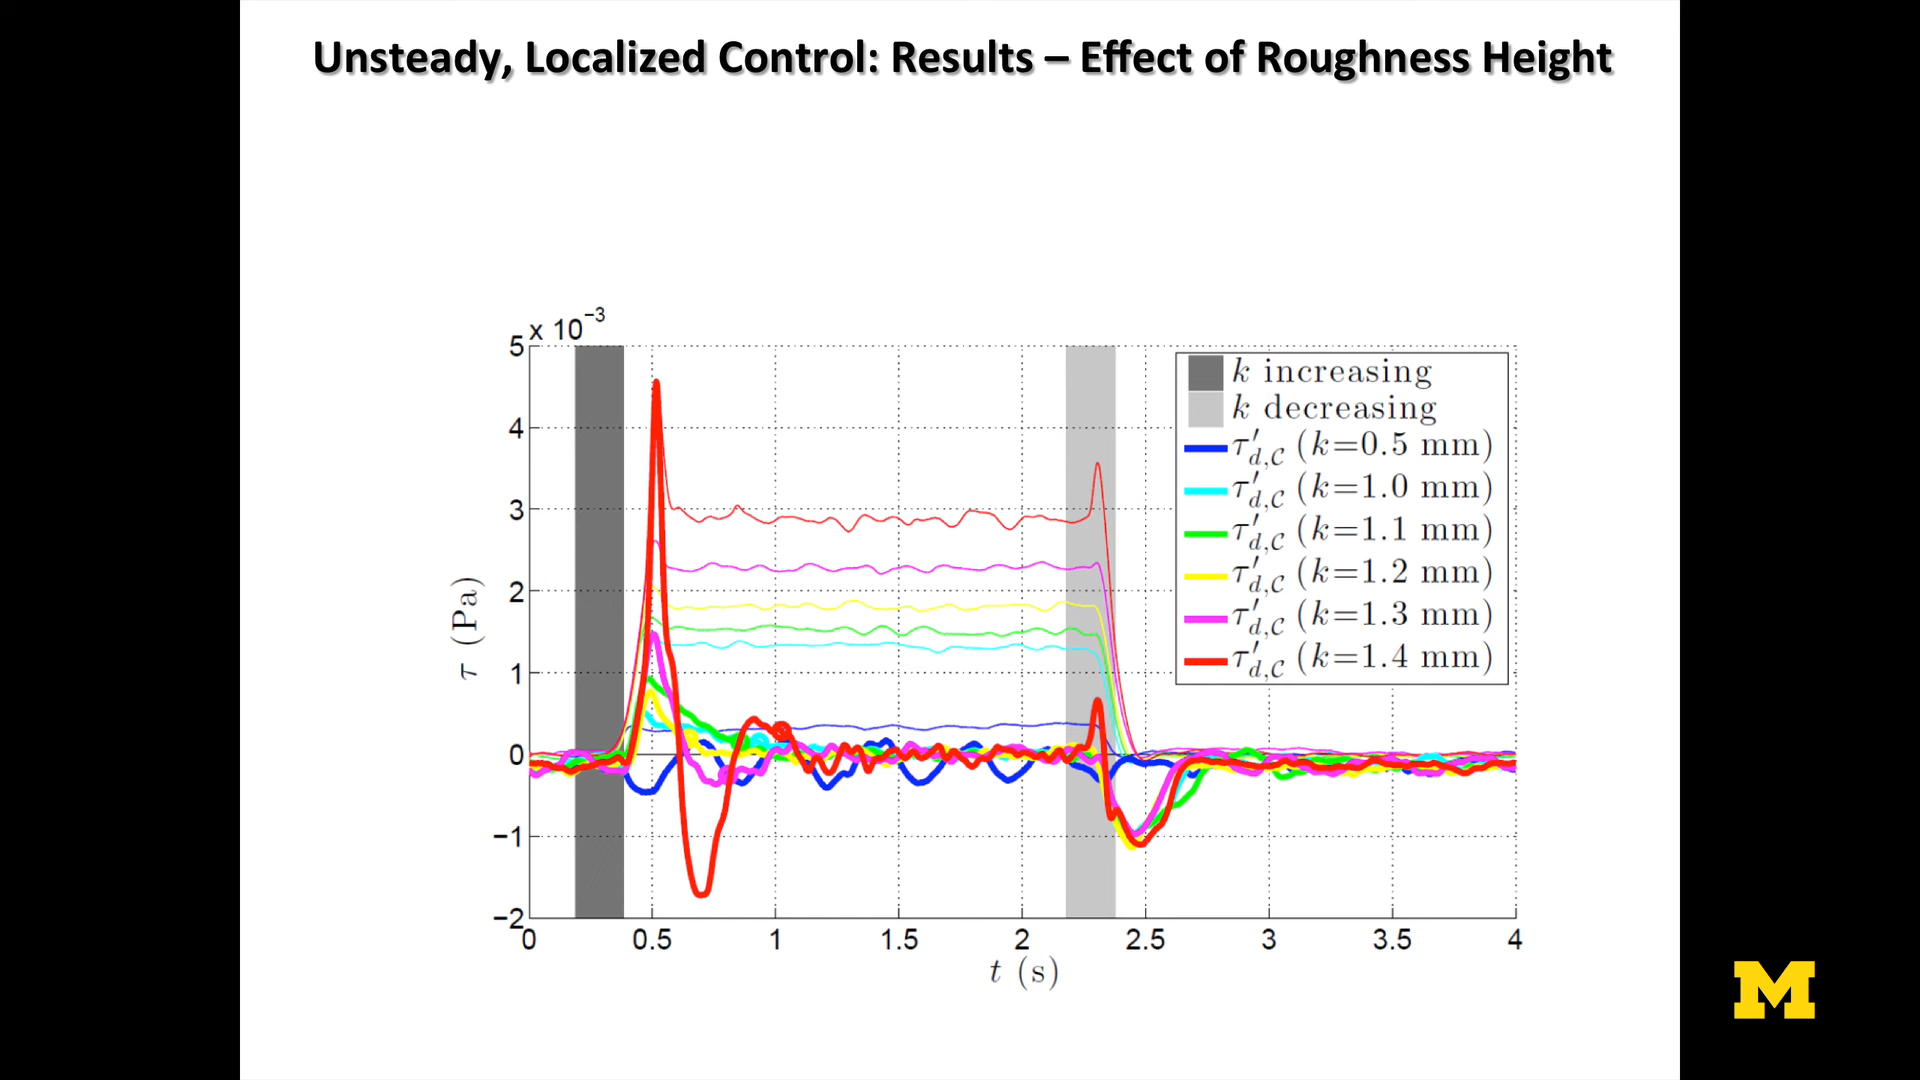 Unsteady, Localized Control: Results – Effect of Roughness Height
x 10⁻³
5
4
3
2
1
0
−1
−2
τ (Pa)
0 0.5 1 1.5 2 2.5 3 3.5 4
t (s)
k increasing
k decreasing
τ′d,C (k=0.5 mm)
τ′d,C (k=1.0 mm)
τ′d,C (k=1.1 mm)
τ′d,C (k=1.2 mm)
τ′d,C (k=1.3 mm)
τ′d,C (k=1.4 mm)
M